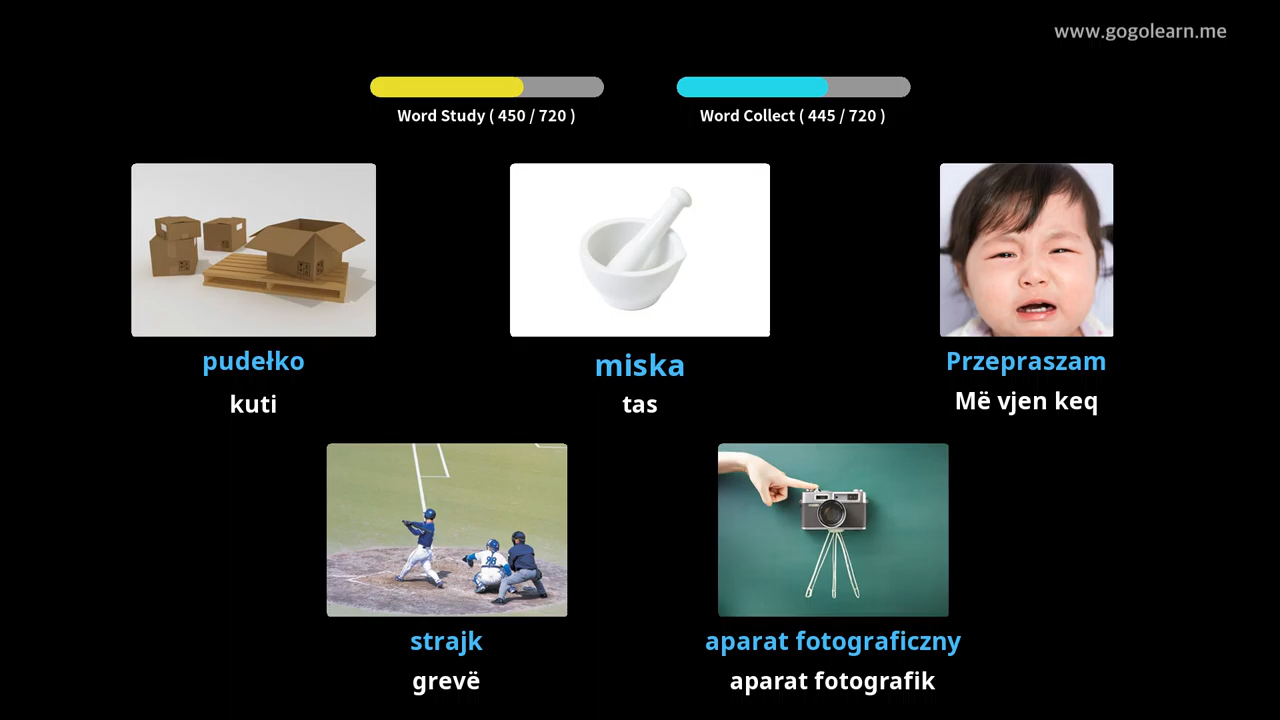 www.gogolearn.me
Word Study ( 450 / 720 )
Word Collect ( 445 / 720 )
pudełko
miska
Przepraszam
kuti
tas
Më vjen keq
strajk
aparat fotograficzny
grevë
aparat fotografik